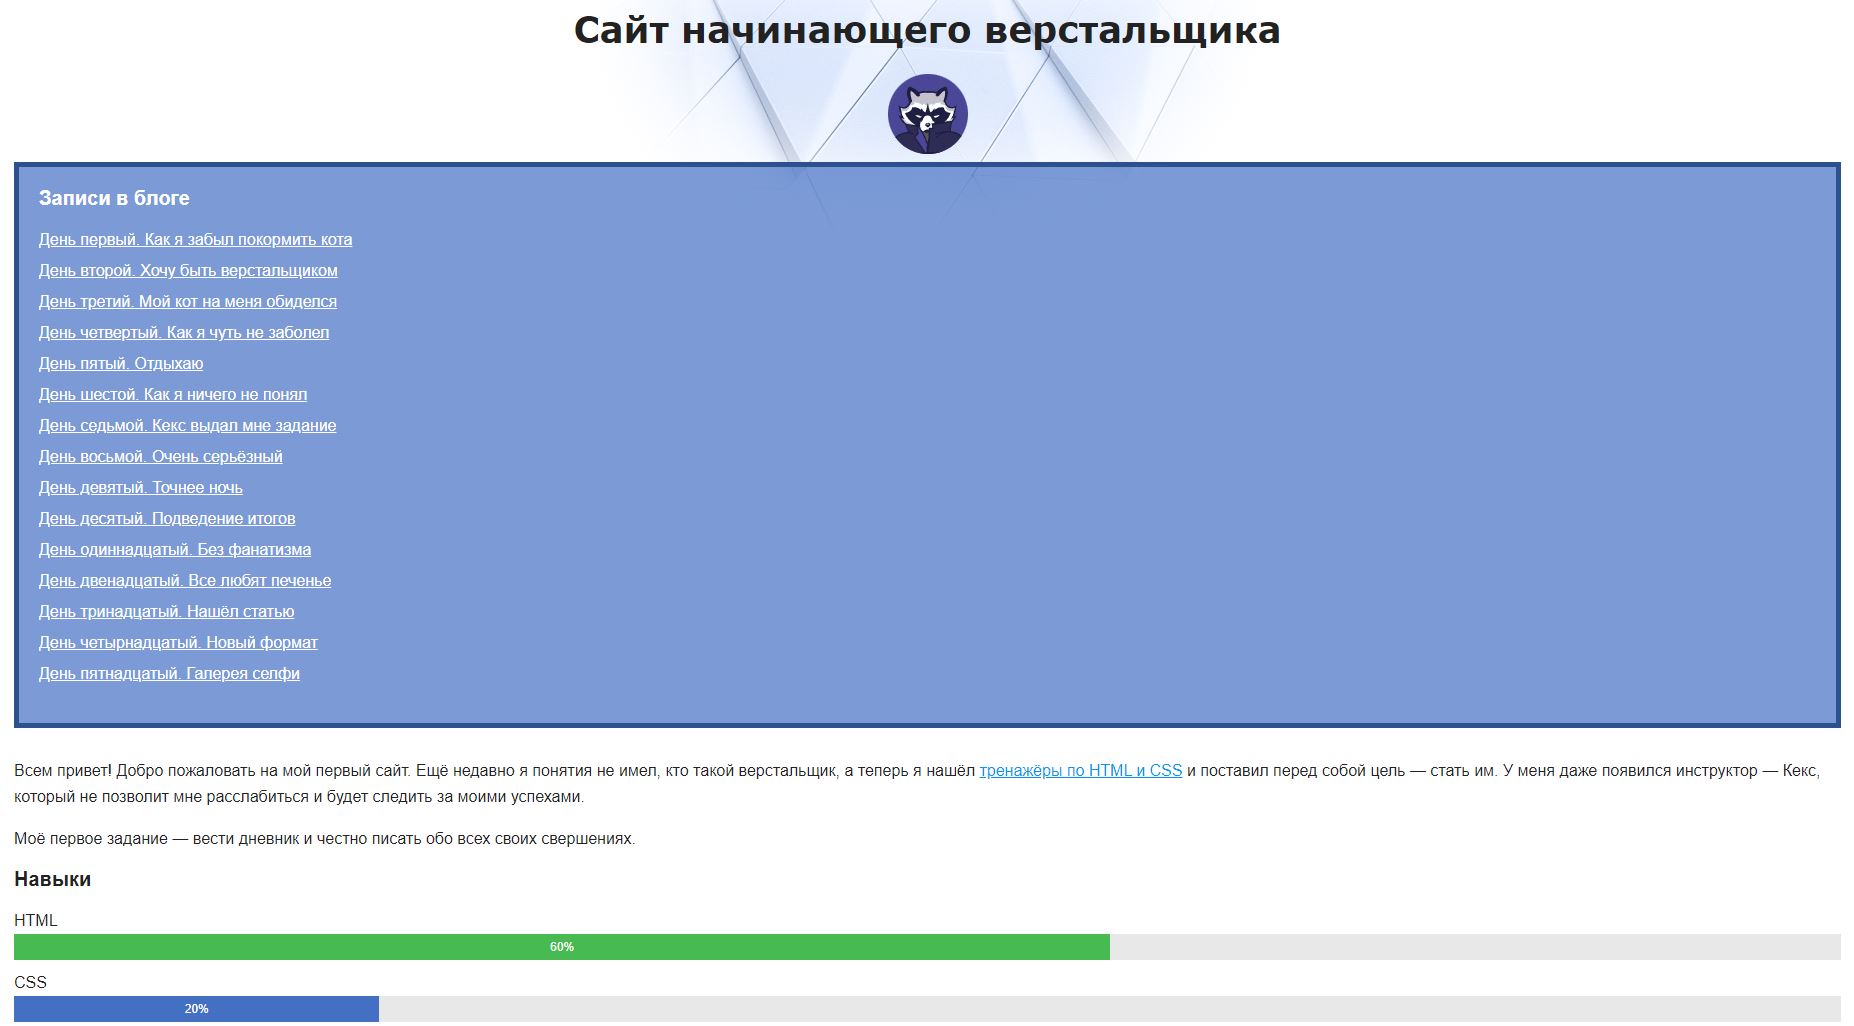 Сайт начинающего верстальщика
Записи в блоге
День первый. Как я забыл покормить кота
День второй. Хочу быть верстальщиком
День третий. Мой кот на меня обиделся
День четвертый. Как я чуть не заболел
День пятый. Отдыхаю
День шестой. Как я ничего не понял
День седьмой. Кекс выдал мне задание
День восьмой. Очень серьёзный
День девятый. Точнее ночь
День десятый. Подведение итогов
День одиннадцатый. Без фанатизма
День двенадцатый. Все любят печенье
День тринадцатый. Нашёл статью
День четырнадцатый. Новый формат
День пятнадцатый. Галерея селфи
Всем привет! Добро пожаловать на мой первый сайт. Ещё недавно я понятия не имел, кто такой верстальщик, а теперь я нашёл тренажёры по HTML и CSS и поставил перед собой цель — стать им. У меня даже появился инструктор — Кекс,
который не позволит мне расслабиться и будет следить за моими успехами.
Моё первое задание — вести дневник и честно писать обо всех своих свершениях.
Навыки
HTML
60%
CSS
20%